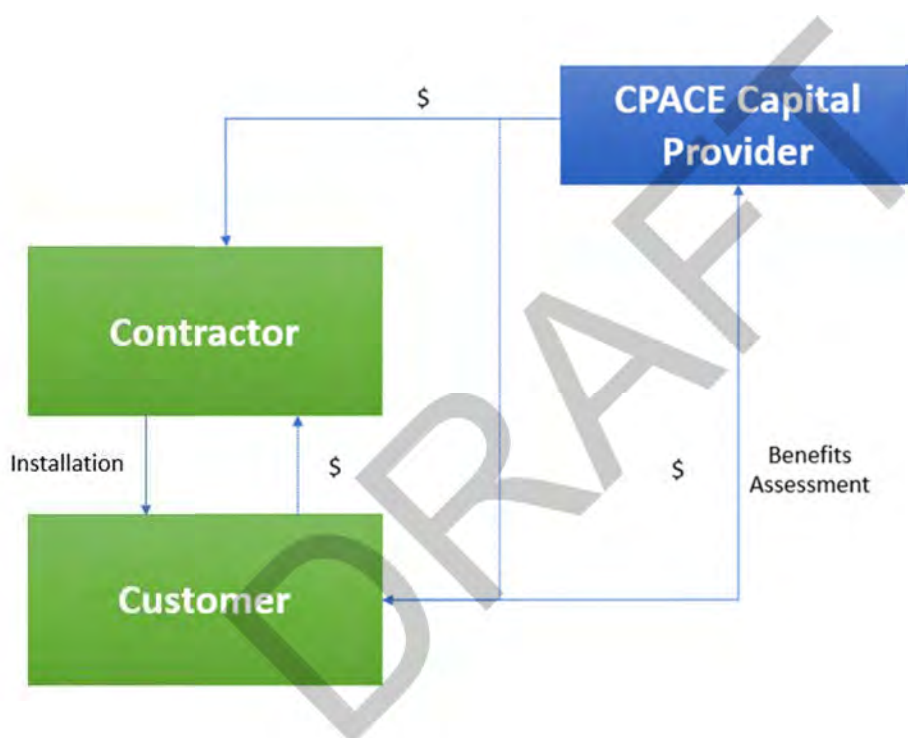 $
CPACE Capital
Provider
Contractor
Installation
$
$
Benefits
Assessment
Customer
DRAFT